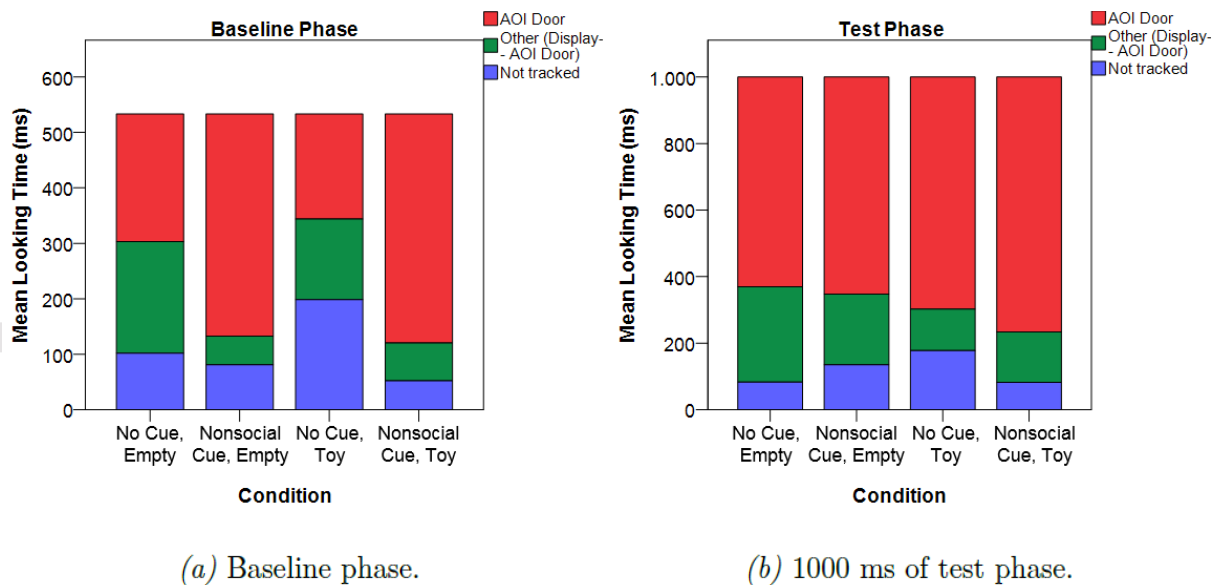 Baseline Phase
AOI Door
Other (Display-
- AOI Door)
Not tracked
Mean Looking Time (ms)
600
500
400
300
200
100
0
No Cue, Empty
Nonsocial Cue, Empty
No Cue, Toy
Nonsocial Cue, Toy
Condition
(a) Baseline phase.
Test Phase
AOI Door
Other (Display-
- AOI Door)
Not tracked
Mean Looking Time (ms)
1.000
800
600
400
200
0
No Cue, Empty
Nonsocial Cue, Empty
No Cue, Toy
Nonsocial Cue, Toy
Condition
(b) 1000 ms of test phase.